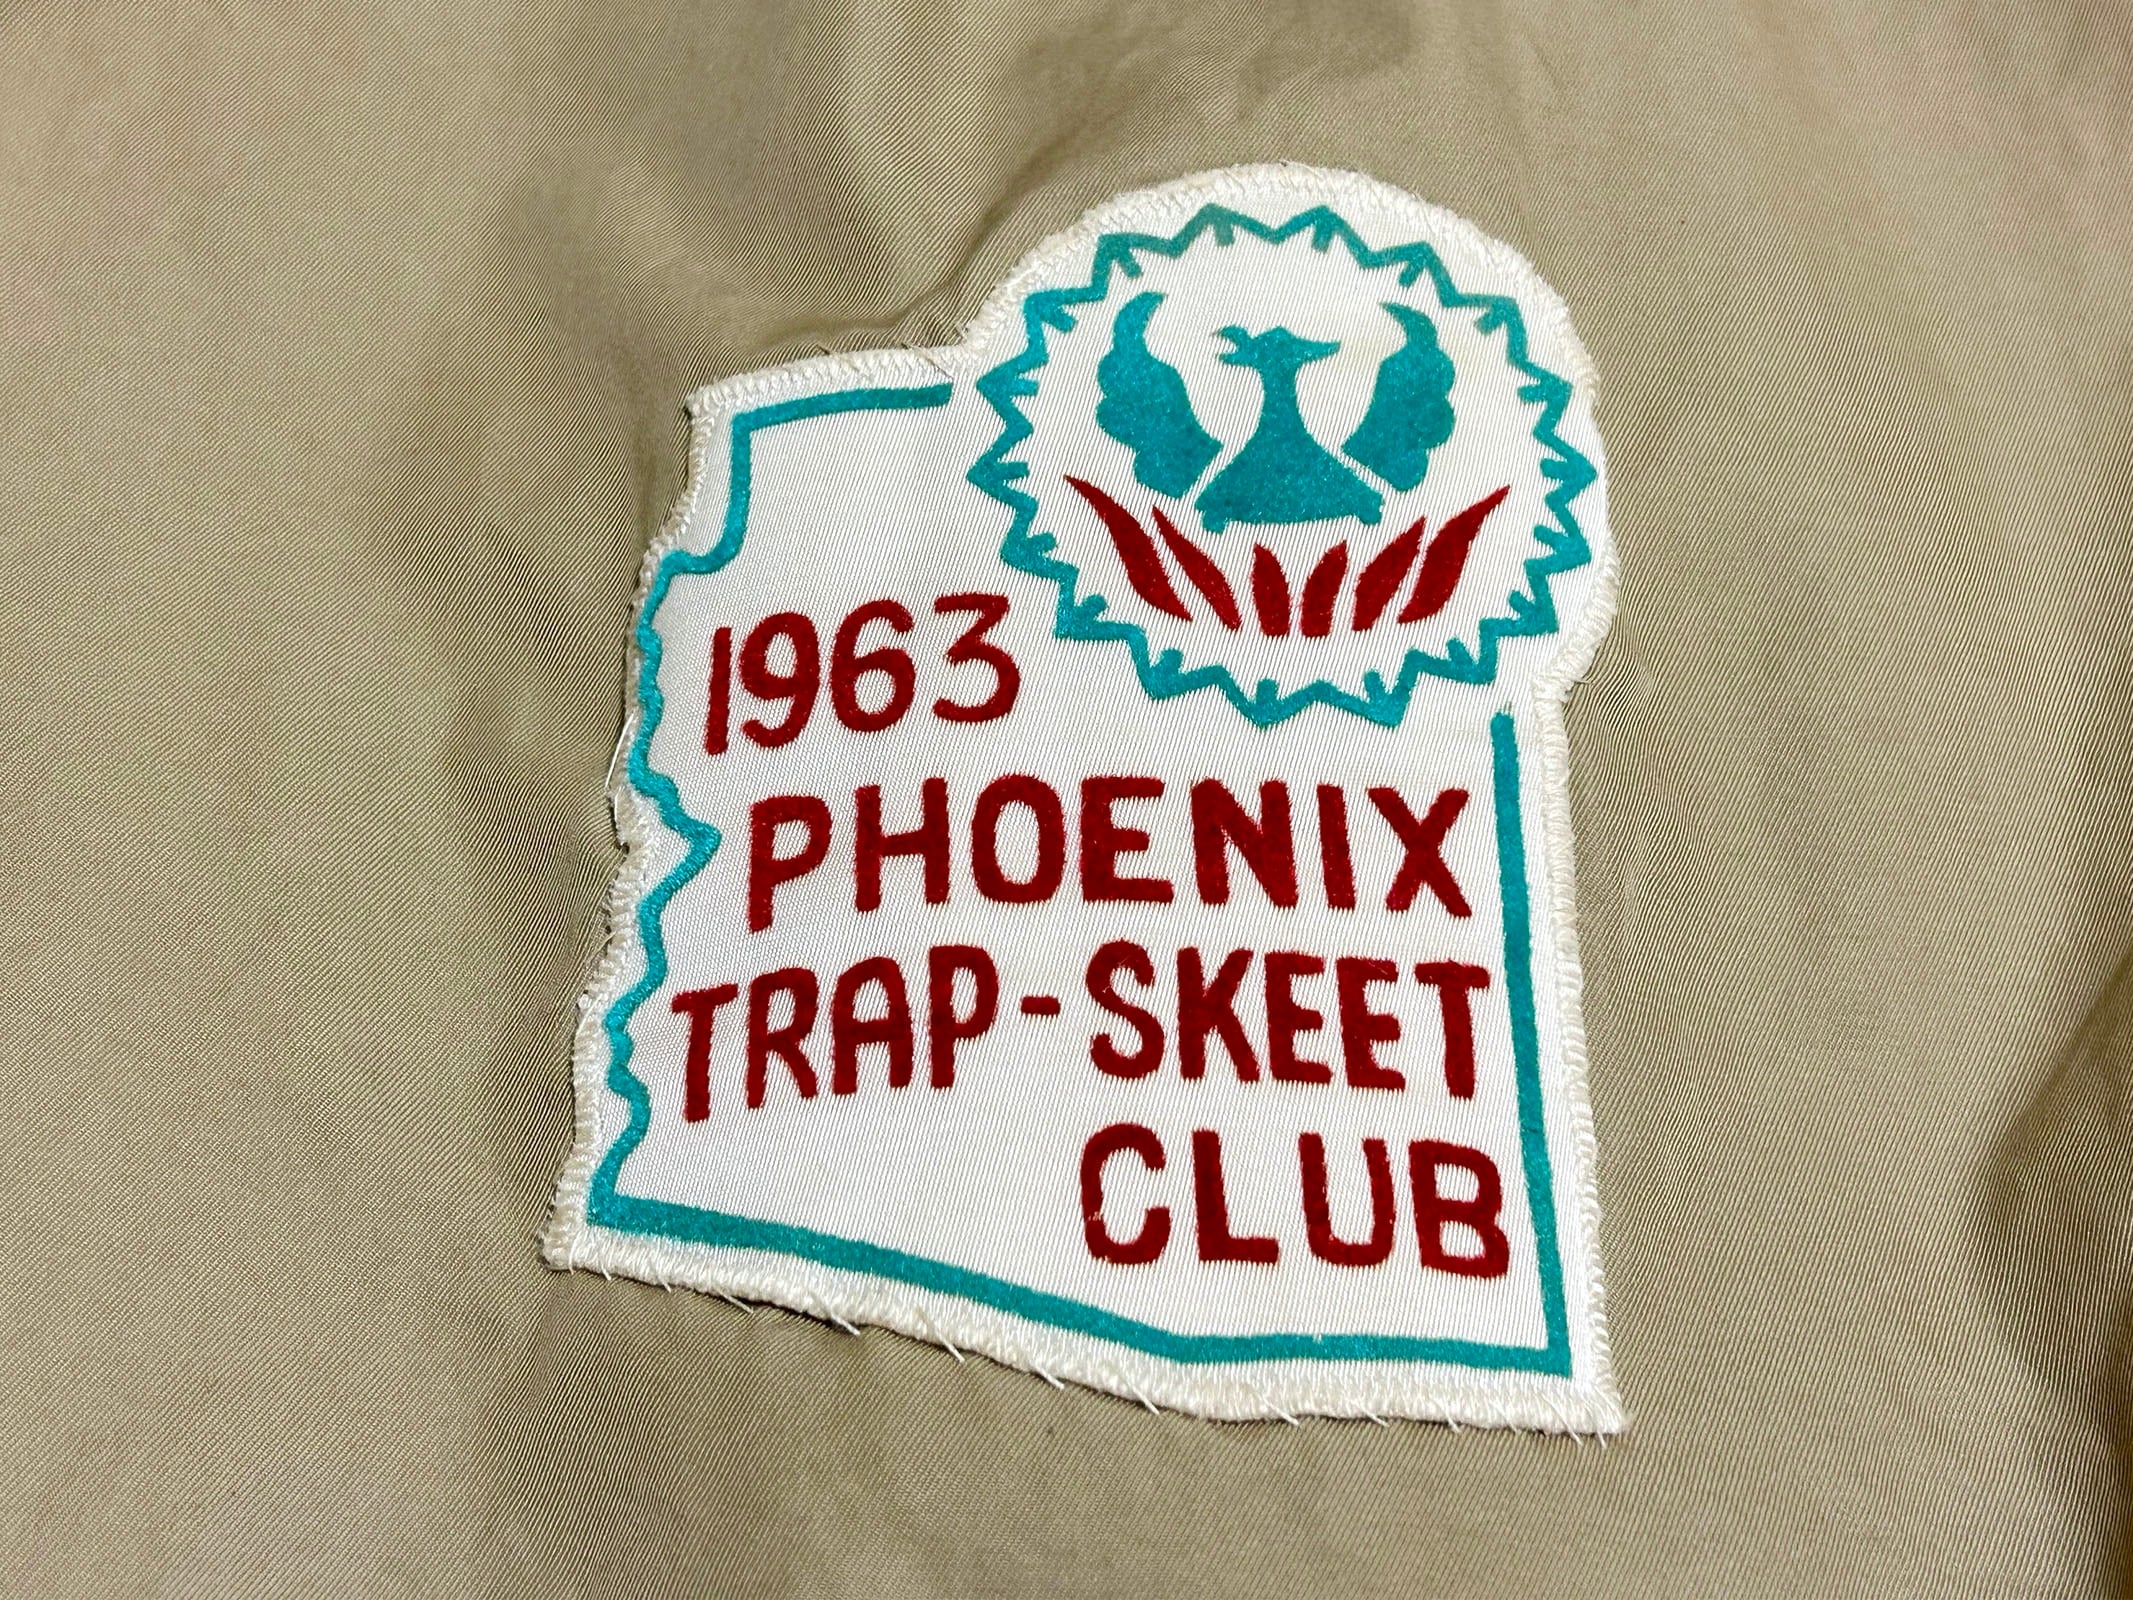 1963
PHOENIX
TRAP-SKEET
CLUB